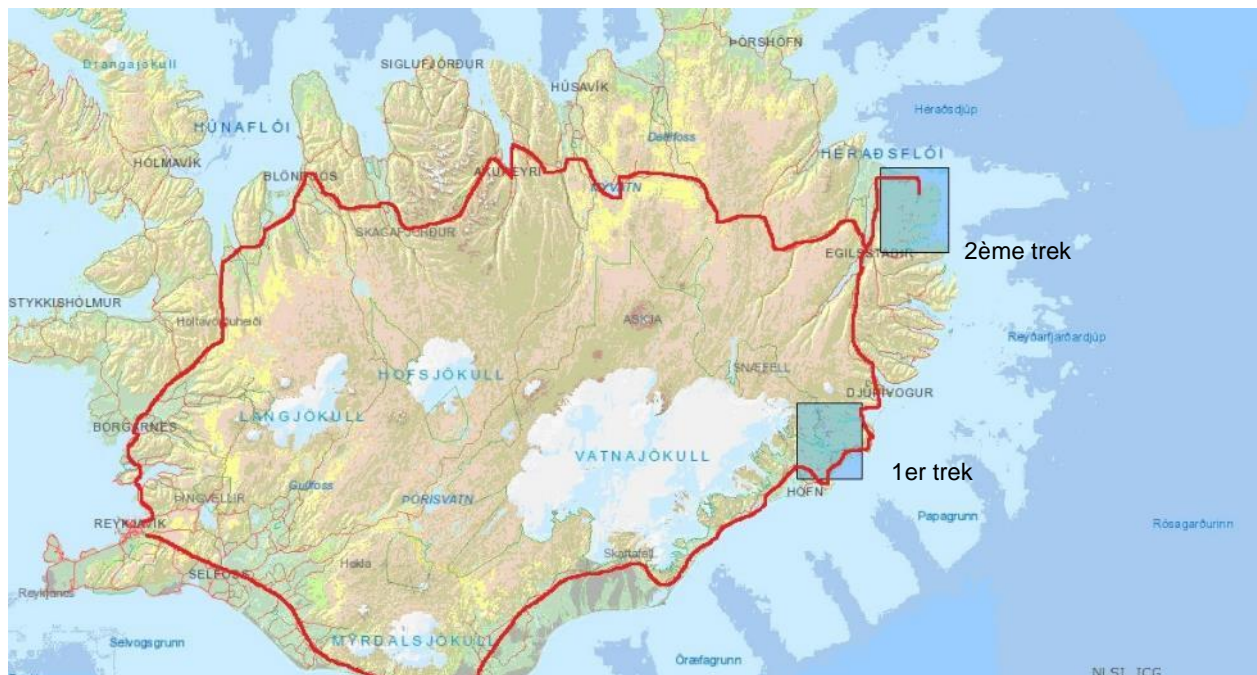 Drangajökull
SIGLUFJÖRÐUR
ÞÓRSHÖFN
HÚSAVÍK
HÚNAFLÓI
Héraðsdjúp
Dettifoss
HÓLMAVÍK
HÉRAÐSFLÓI
BLÖNDUÓS
AKUREYRI
MÝVATN
SKAGAFJÖRÐUR
EGILSSTAÐIR
2ème trek
STYKKISHÓLMUR
Holtavörðuheiði
ASKJA
Reyðarfjarðardjúp
HOFSJÖKULL
SNÆFELL
DJÚPIVOGUR
LANGJÖKULL
BORGARNES
VATNAJÖKULL
1er trek
Gullfoss
ÞINGVELLIR
ÞÓRISVATN
HÖFN
Papagrunn
REYKJAVÍK
Rósagarðurinn
Skaftafell
Hekla
SELFOSS
Reykjanes
Selvogsgrunn
MÝRDALSJÖKULL
Öræfagrunn
NLSI, ICG